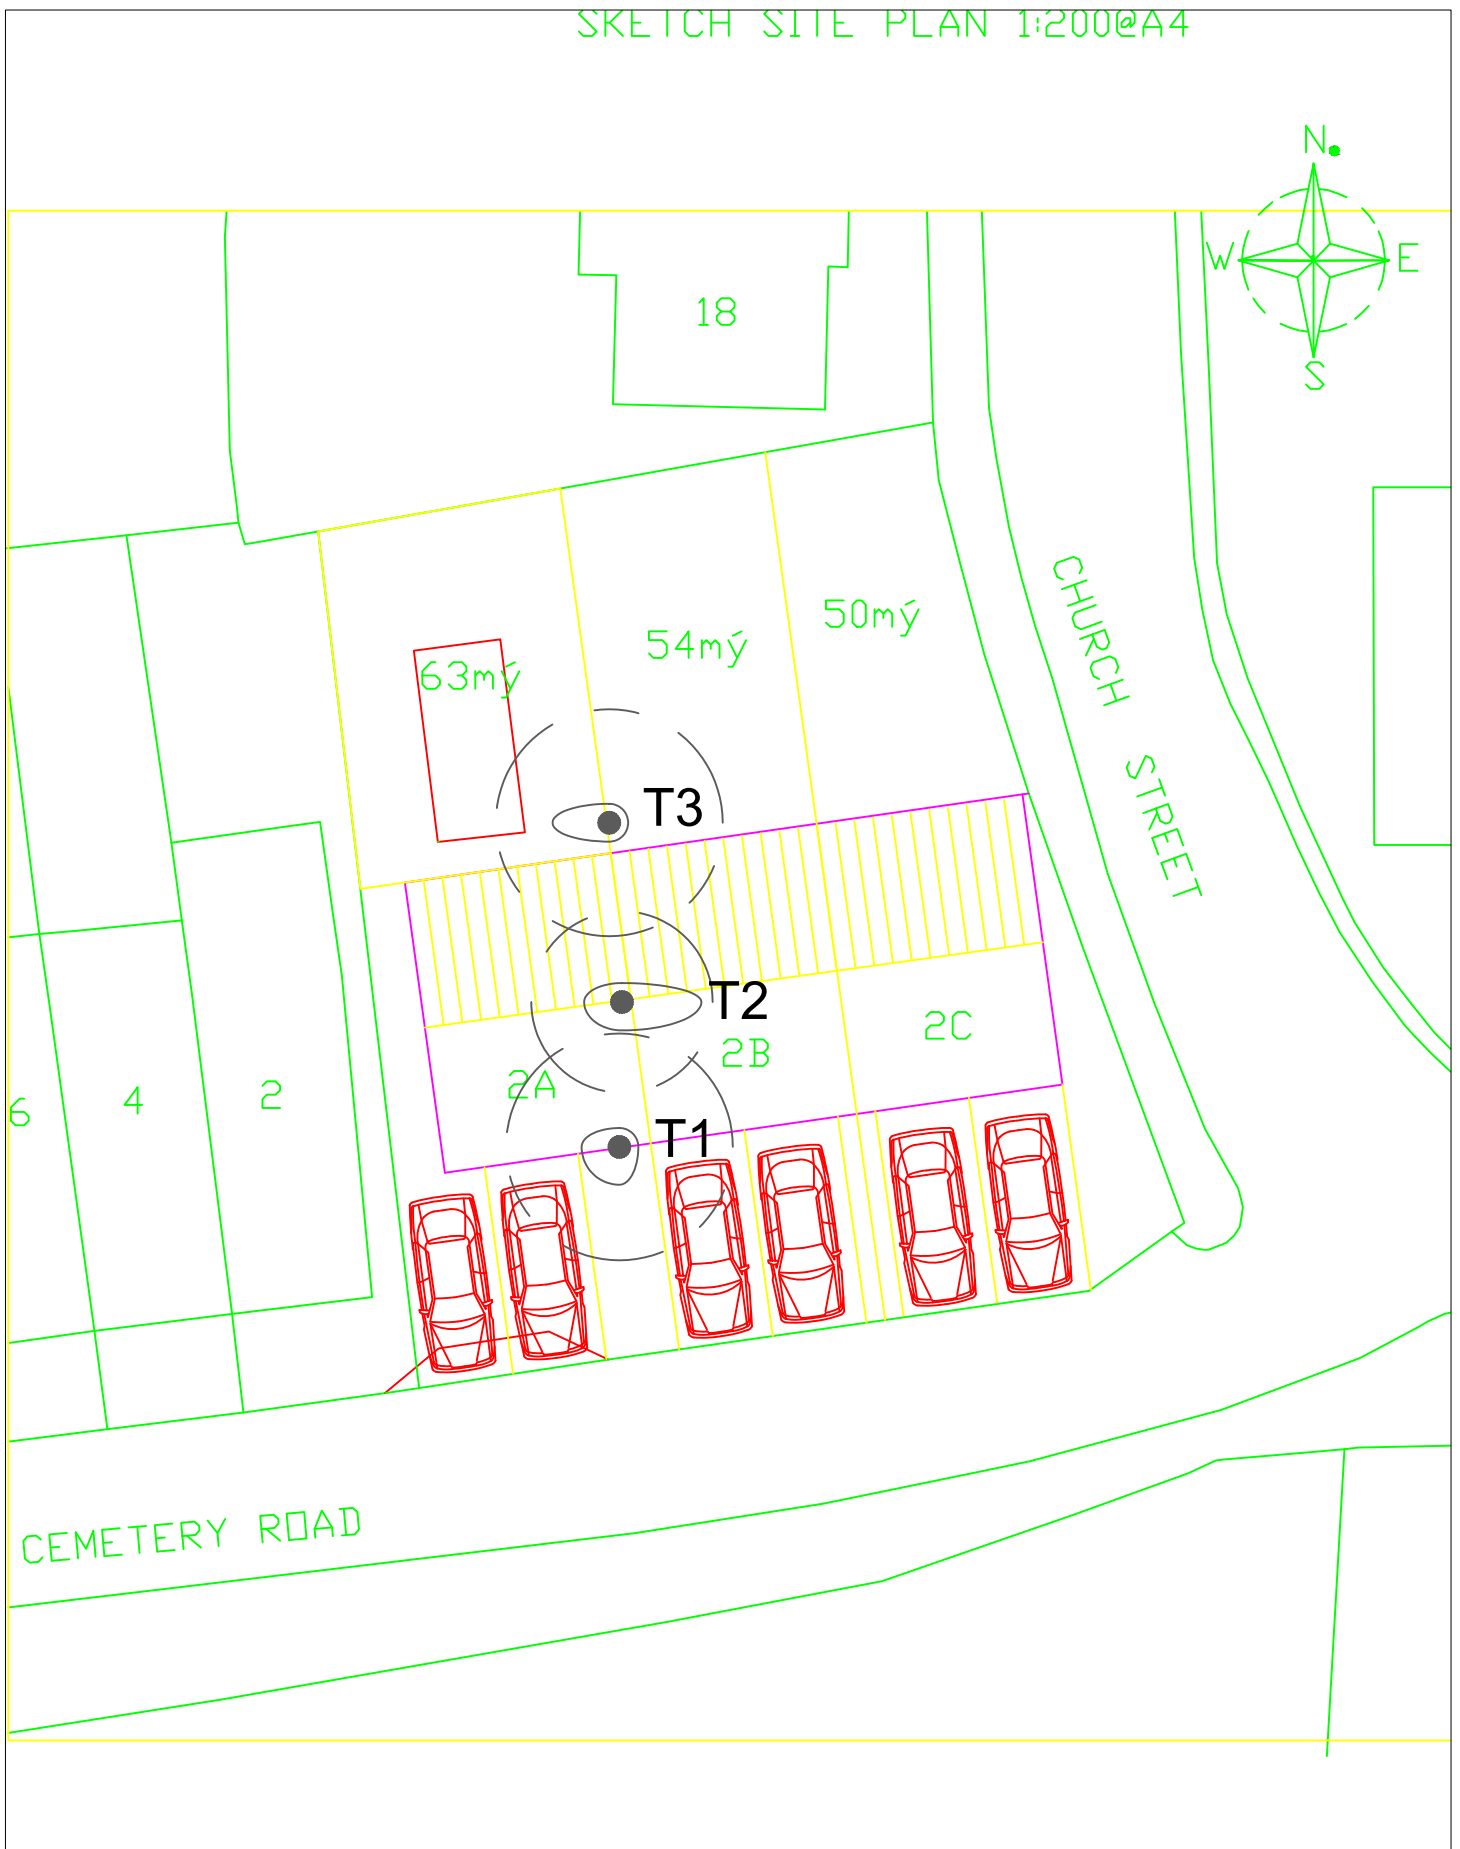 SKETCH SITE PLAN 1:200@A4
N
W
E
S
18
CHURCH STREET
50mý
54mý
63mý
T3
T2
2C
2B
2A
2
4
6
T1
CEMETERY ROAD